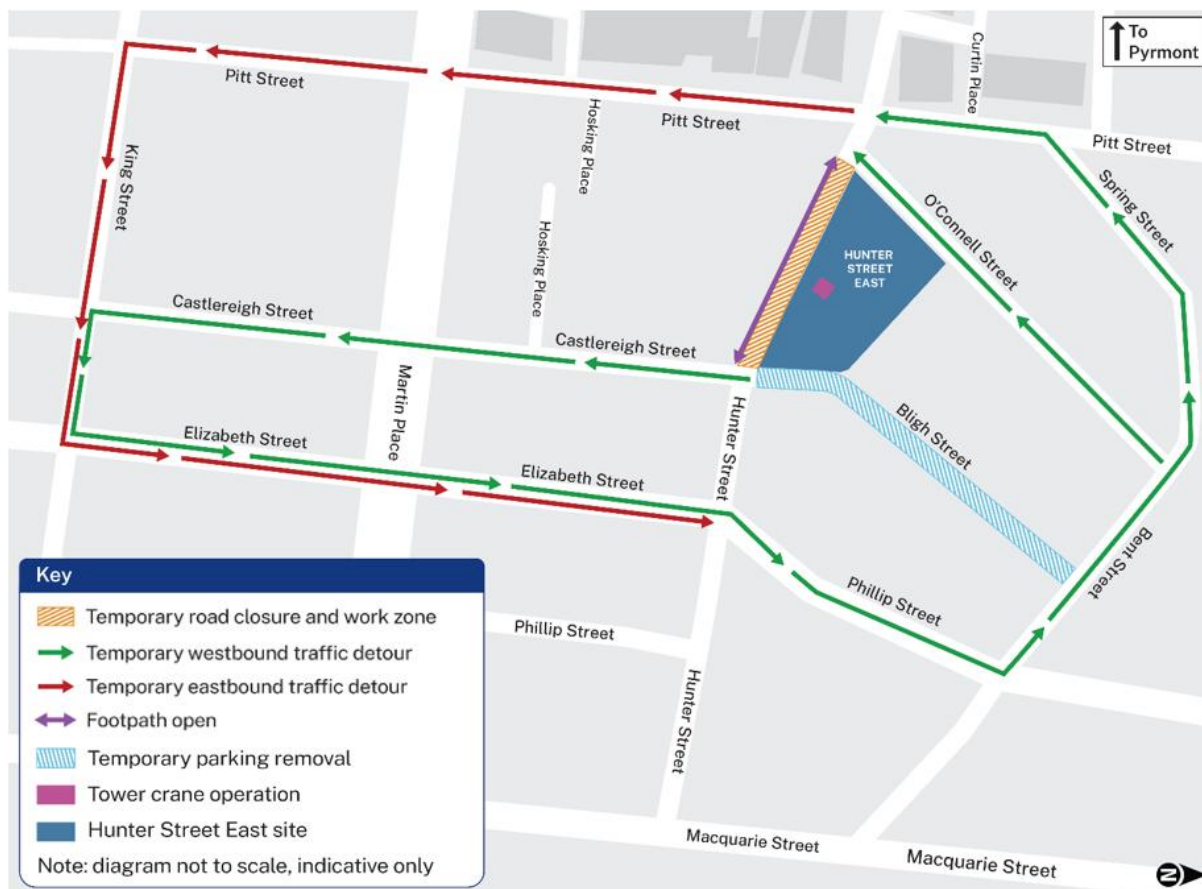 To
Pyrmont
Curtin Place
Pitt Street
Pitt Street
Pitt Street
Hosking Place
King Street
Spring Street
O'Connell Street
Hosking Place
HUNTER
STREET
EAST
Castlereigh Street
Castlereigh Street
Martin Place
Hunter Street
Bligh Street
Elizabeth Street
Elizabeth Street
Bent Street
Phillip Street
Phillip Street
Hunter Street
Macquarie Street
Macquarie Street
N
Key
Temporary road closure and work zone
Temporary westbound traffic detour
Temporary eastbound traffic detour
Footpath open
Temporary parking removal
Tower crane operation
Hunter Street East site
Note: diagram not to scale, indicative only